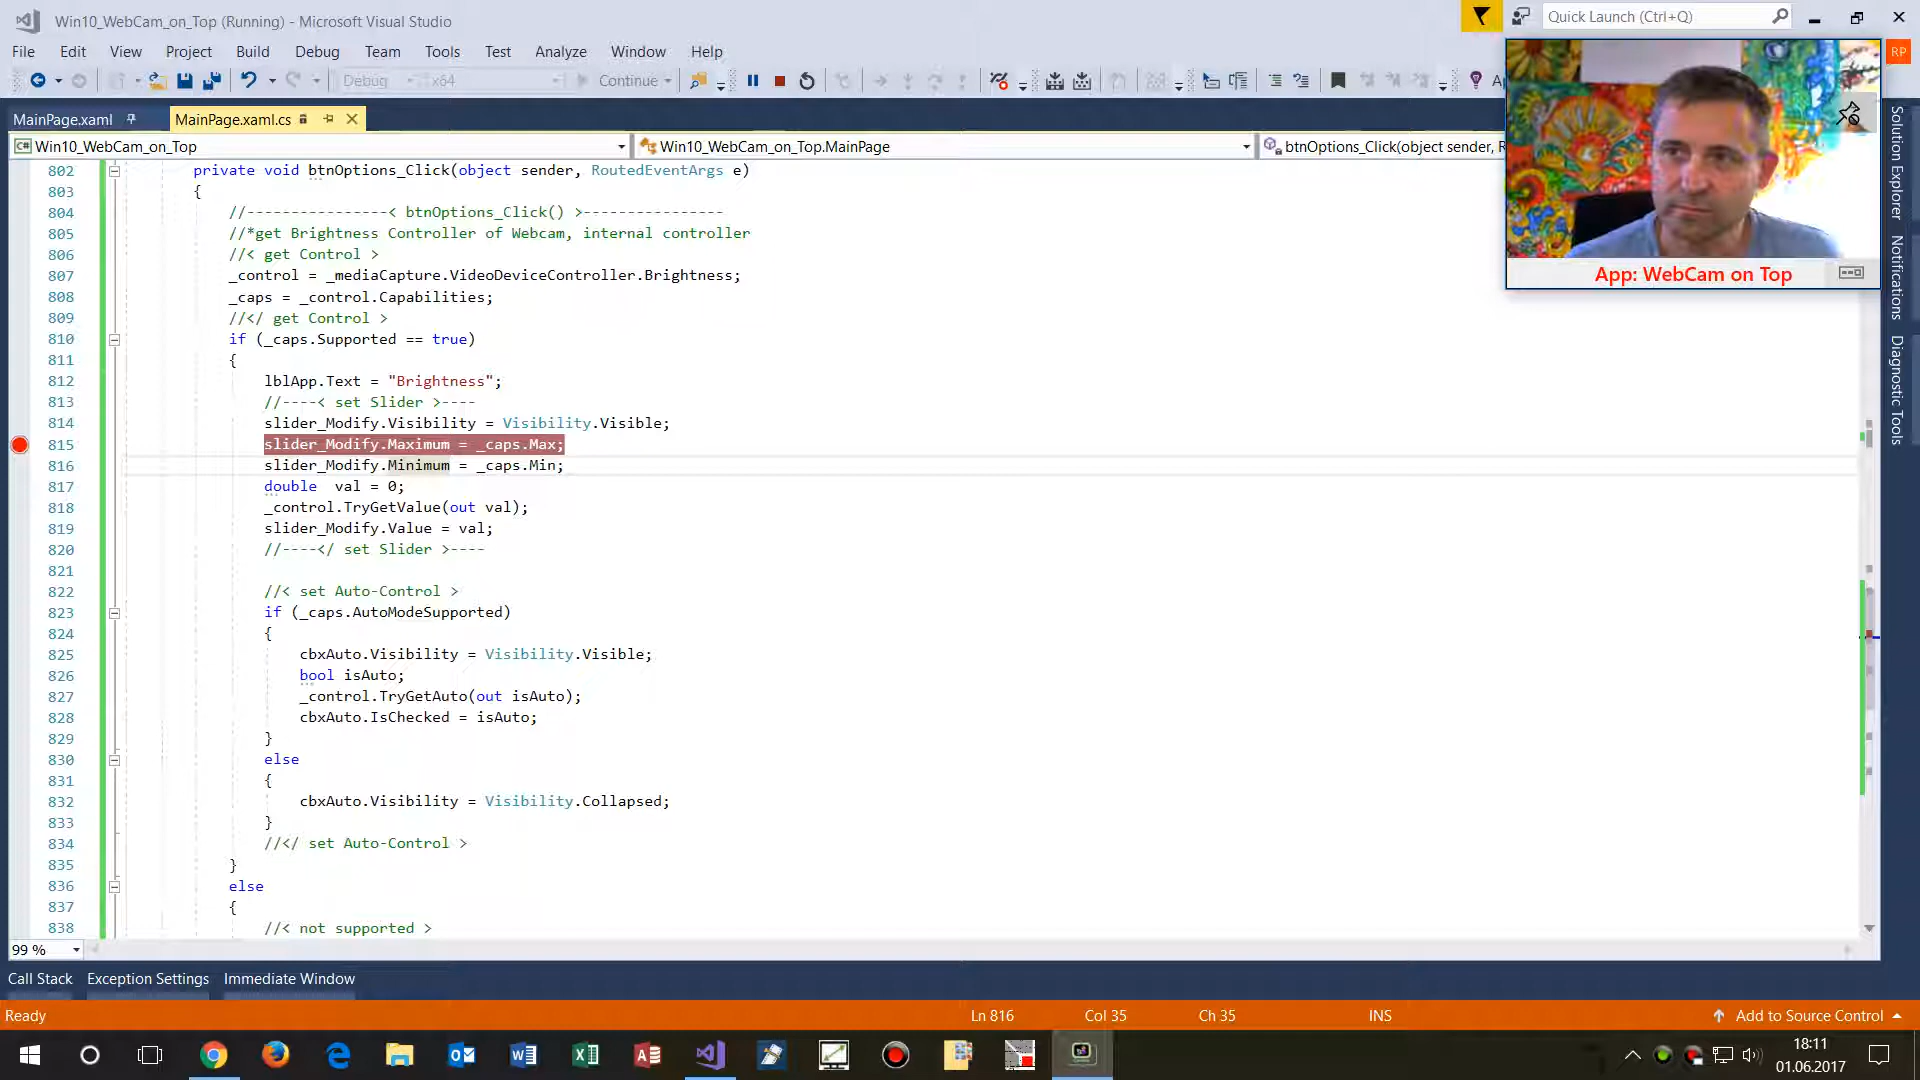 Win10_WebCam_on_Top (Running) - Microsoft Visual Studio
Quick Launch (Ctrl+Q)
File Edit View Project Build Debug Team Tools Test Analyze Window Help
RP
Debug x64 Continue
MainPage.xaml MainPage.xaml.cs
Win10_WebCam_on_Top Win10_WebCam_on_Top.MainPage btnOptions_Click(object sender, R
802 private void btnOptions_Click(object sender, RoutedEventArgs e)
803 {
804 //----------------< btnOptions_Click() >----------------
805 //*get Brightness Controller of Webcam, internal controller
806 //< get Control >
807 _control = _mediaCapture.VideoDeviceController.Brightness;
808 _caps = _control.Capabilities;
809 //</ get Control >
810 if (_caps.Supported == true)
811 {
812 lblApp.Text = "Brightness";
813 //----< set Slider >----
814 slider_Modify.Visibility = Visibility.Visible;
815 slider_Modify.Maximum = _caps.Max;
816 slider_Modify.Minimum = _caps.Min;
817 double  val = 0;
818 _control.TryGetValue(out val);
819 slider_Modify.Value = val;
820 //----</ set Slider >----
821
822 //< set Auto-Control >
823 if (_caps.AutoModeSupported)
824 {
825 cbxAuto.Visibility = Visibility.Visible;
826 bool isAuto;
827 _control.TryGetAuto(out isAuto);
828 cbxAuto.IsChecked = isAuto;
829 }
830 else
831 {
832 cbxAuto.Visibility = Visibility.Collapsed;
833 }
834 //</ set Auto-Control >
835 }
836 else
837 {
838 //< not supported >
App: WebCam on Top
Solution Explorer
Notifications
Diagnostic Tools
99 %
Call Stack Exception Settings Immediate Window
Ready Ln 816 Col 35 Ch 35 INS Add to Source Control
18:11
01.06.2017